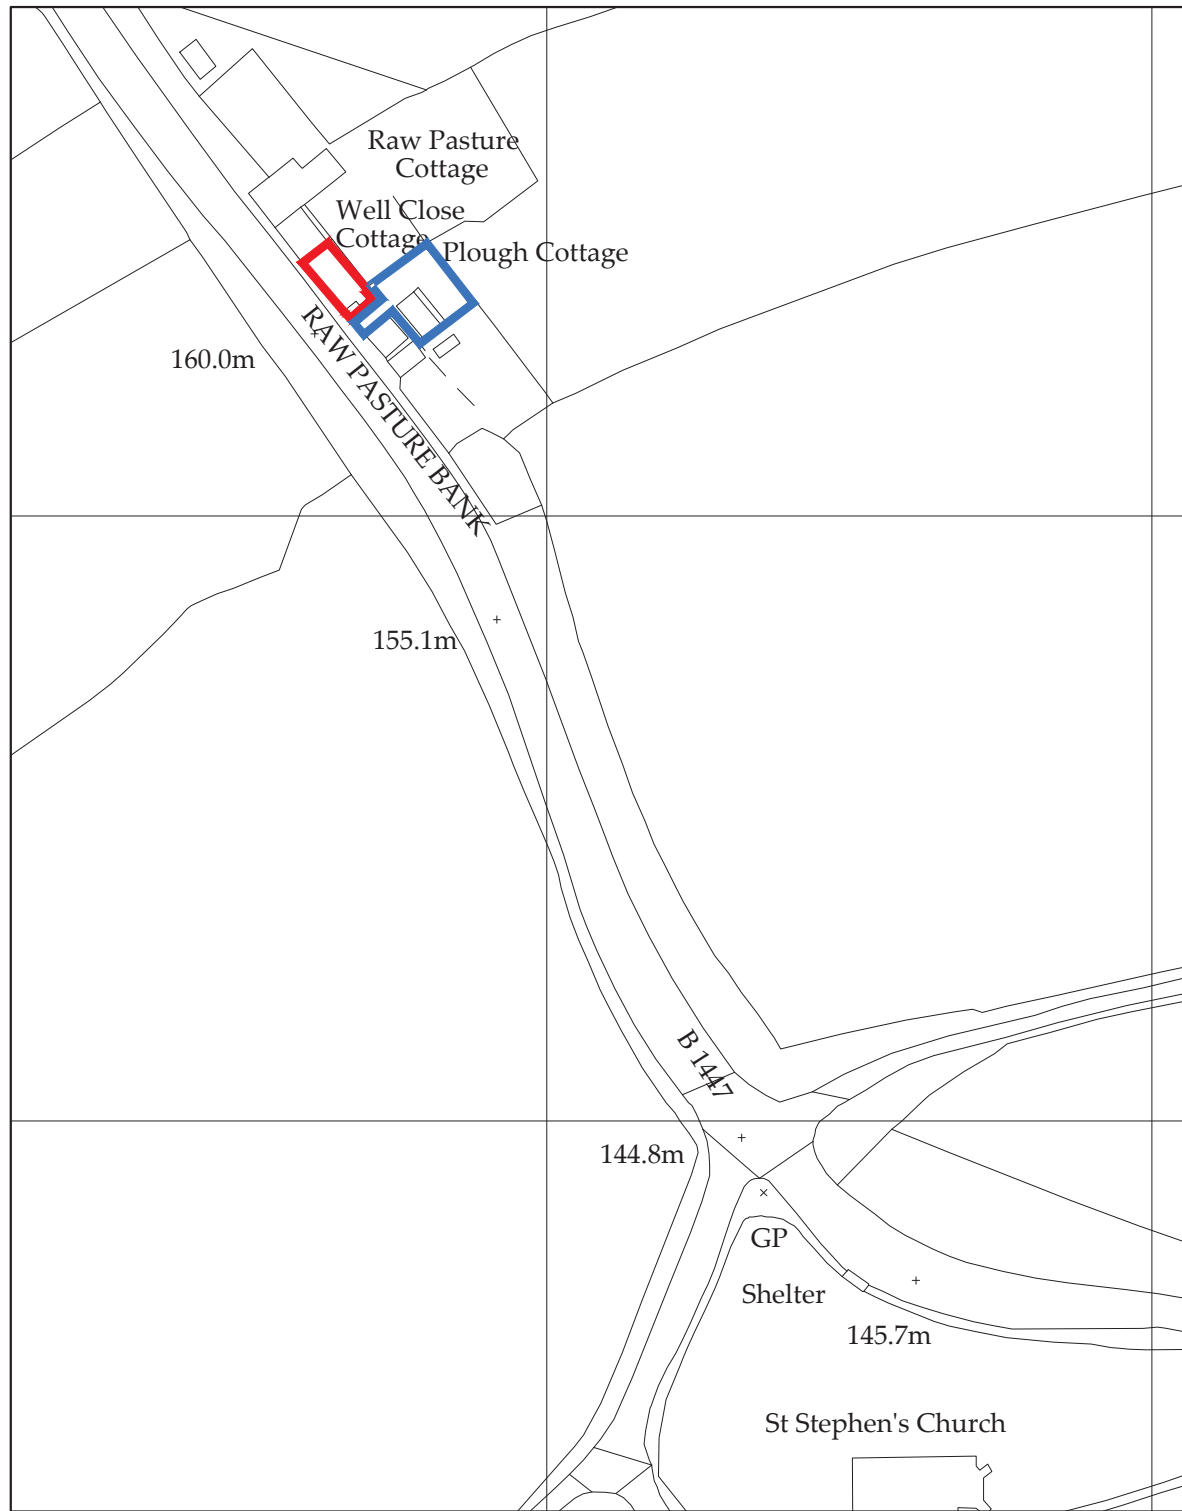 Raw Pasture
Cottage
Well Close
Cottage
Plough Cottage
RAW PASTURE BANK
160.0m
155.1m
B 1447
144.8m
GP
Shelter
145.7m
St Stephen's Church